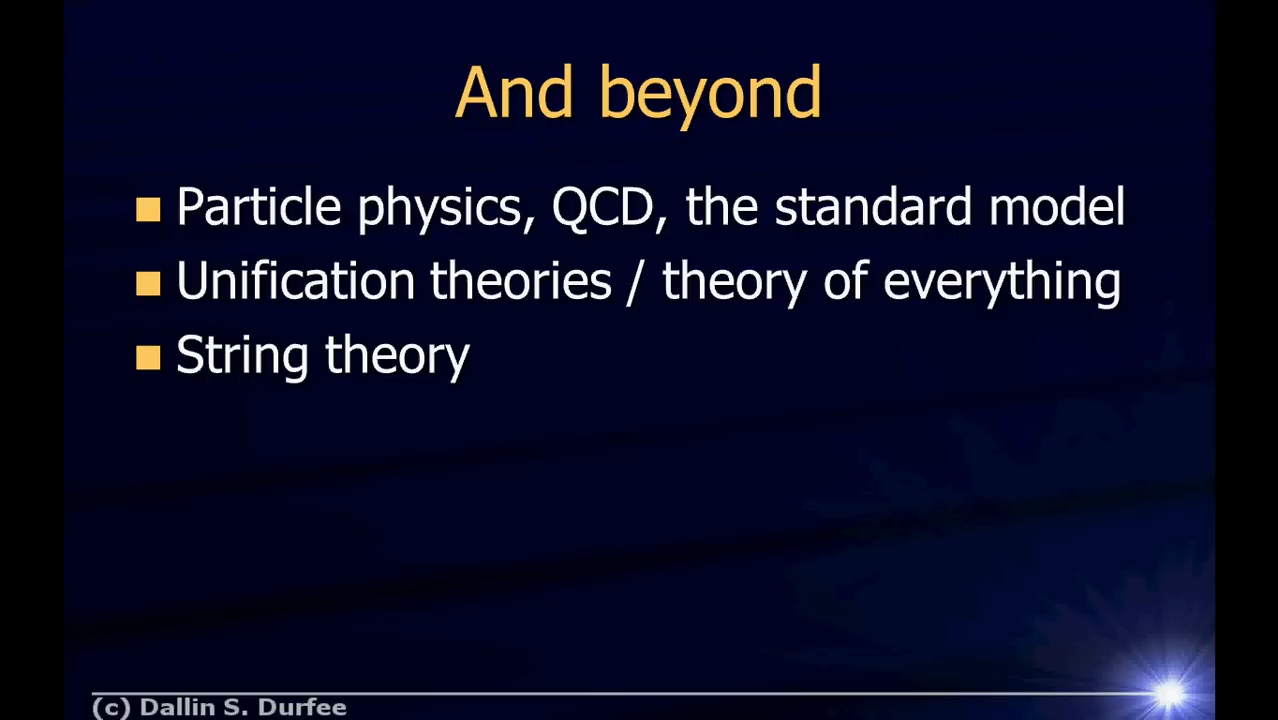 And beyond
Particle physics, QCD, the standard model
Unification theories / theory of everything
String theory
(c) Dallin S. Durfee